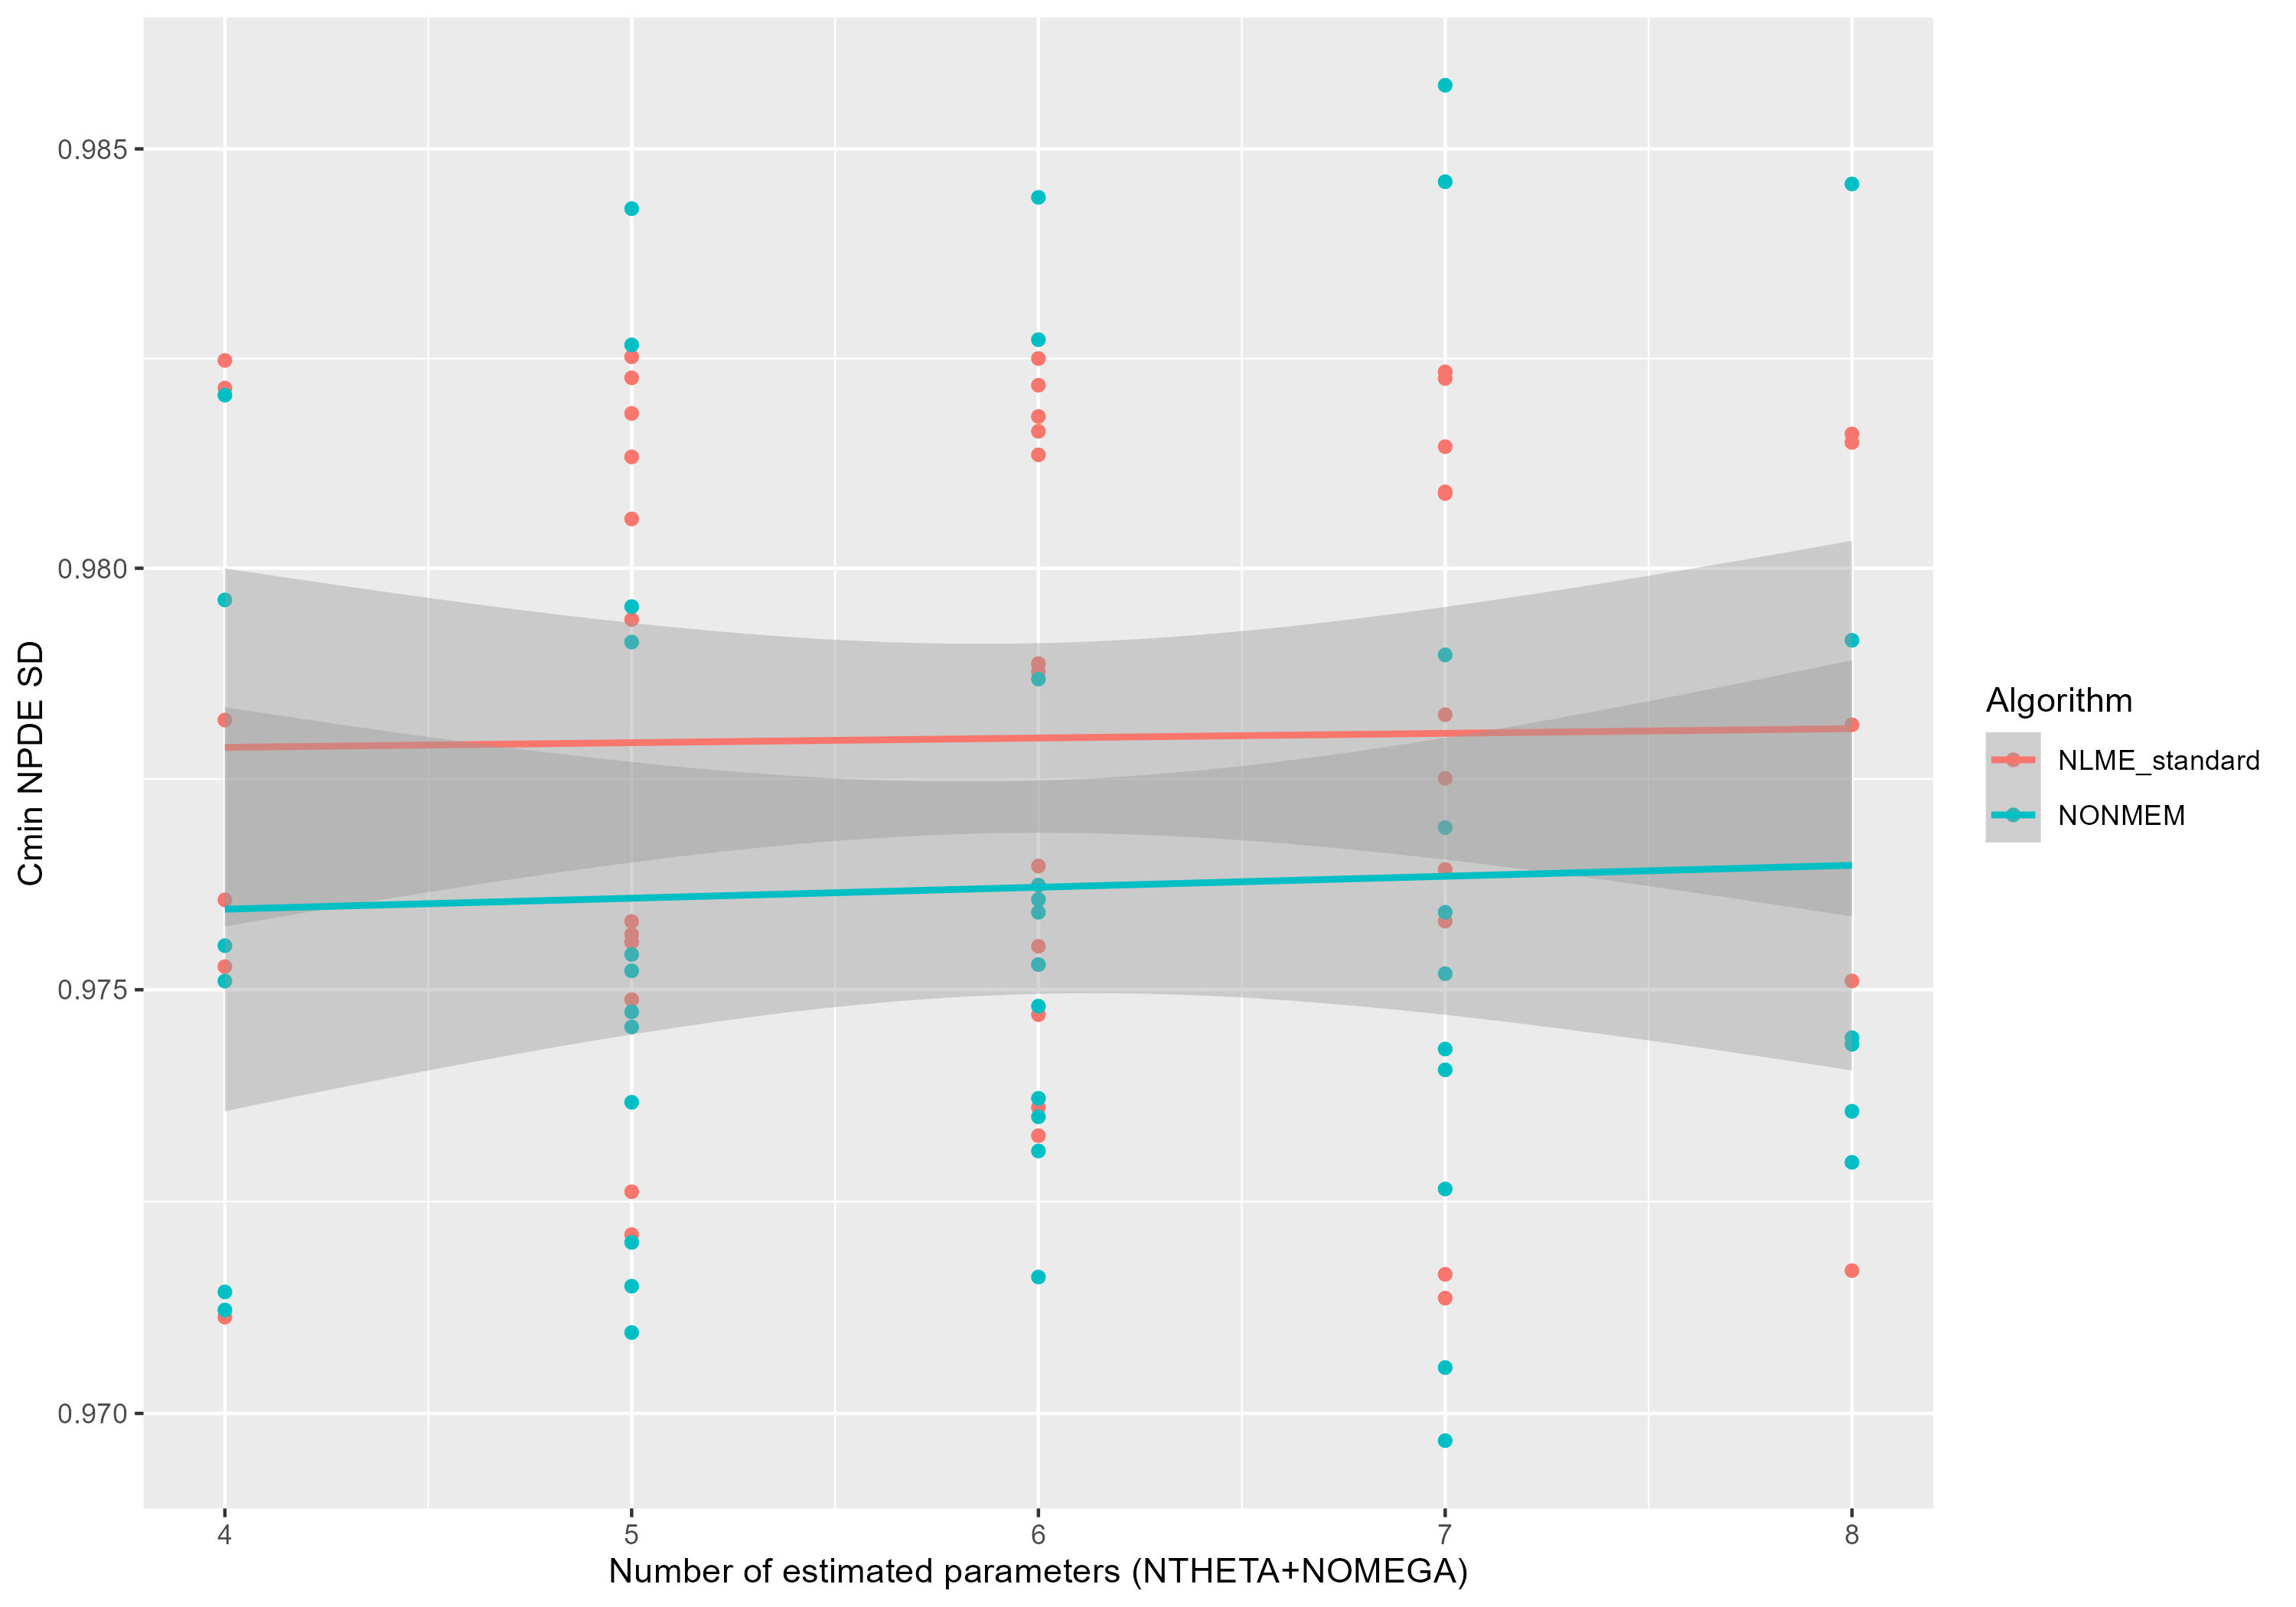 0.985
0.980
0.975
0.970
Cmin NPDE SD
4 5 6 7 8
Number of estimated parameters (NTHETA+NOMEGA)
Algorithm
NLME_standard
NONMEM